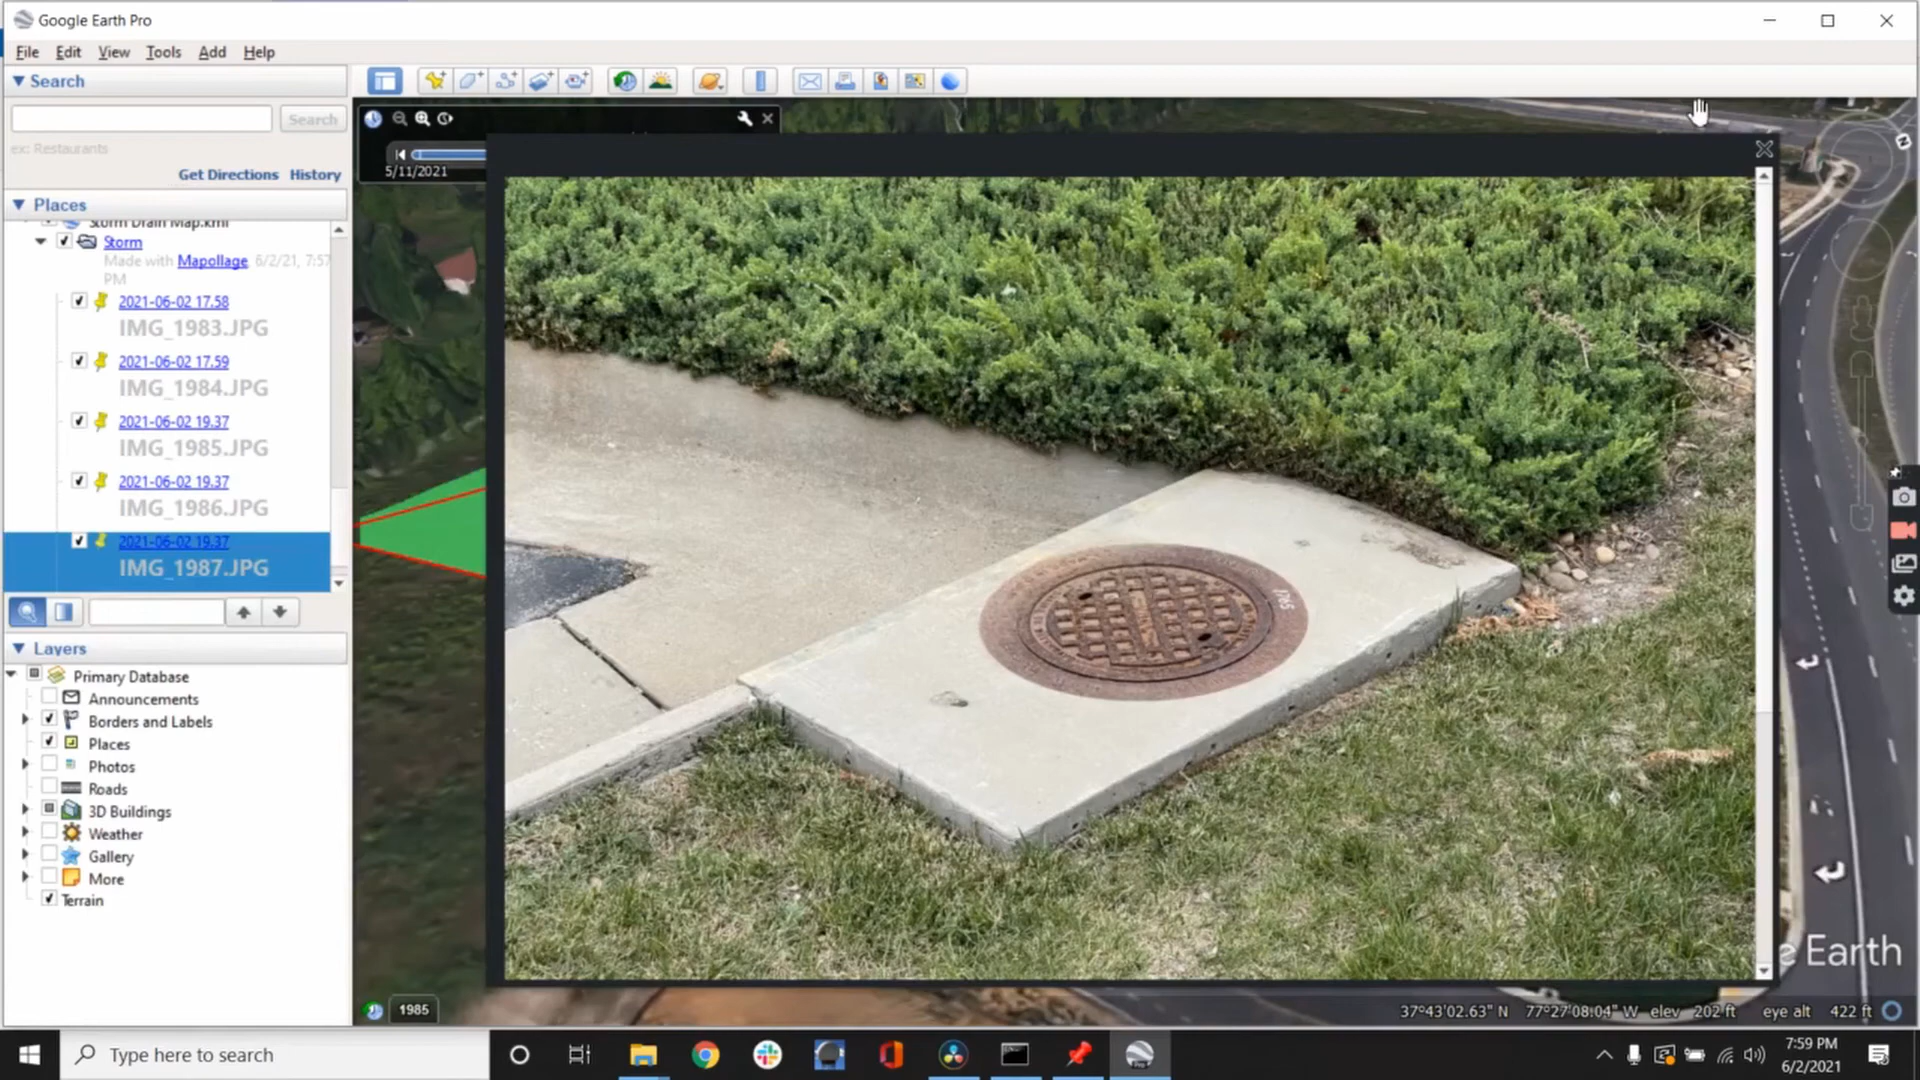 Google Earth Pro
File Edit View Tools Add Help
Search
Search
ex: Restaurants
Get Directions History
5/11/2021
Places
Storm Drain Map.kml
Storm
Made with Mapollage, 6/2/21, 7:57
PM
2021-06-02 17.58
IMG_1983.JPG
2021-06-02 17.59
IMG_1984.JPG
2021-06-02 19.37
IMG_1985.JPG
2021-06-02 19.37
IMG_1986.JPG
2021-06-02 19.37
IMG_1987.JPG
Layers
Primary Database
Announcements
Borders and Labels
Places
Photos
Roads
3D Buildings
Weather
Gallery
More
Terrain
e Earth
1985
37°43'02.63" N 77°27'08.04" W elev 202 ft eye alt 422 ft
Type here to search
7:59 PM
6/2/2021